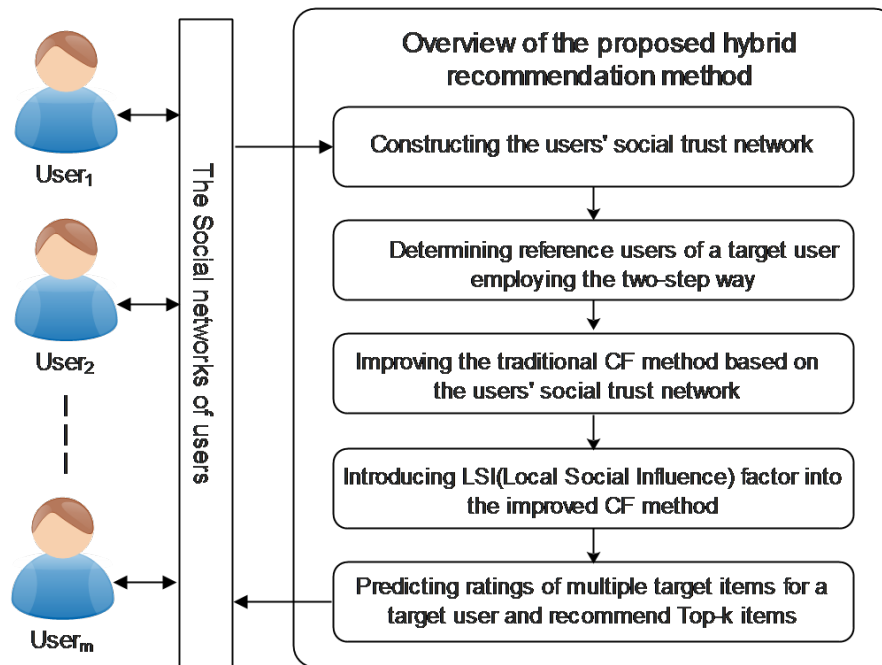 Overview of the proposed hybrid
recommendation method
User₁
User₂
Userₘ
The Social networks of users
Constructing the users' social trust network
Determining reference users of a target user
employing the two-step way
Improving the traditional CF method based on
the users' social trust network
Introducing LSI(Local Social Influence) factor into
the improved CF method
Predicting ratings of multiple target items for a
target user and recommend Top-k items